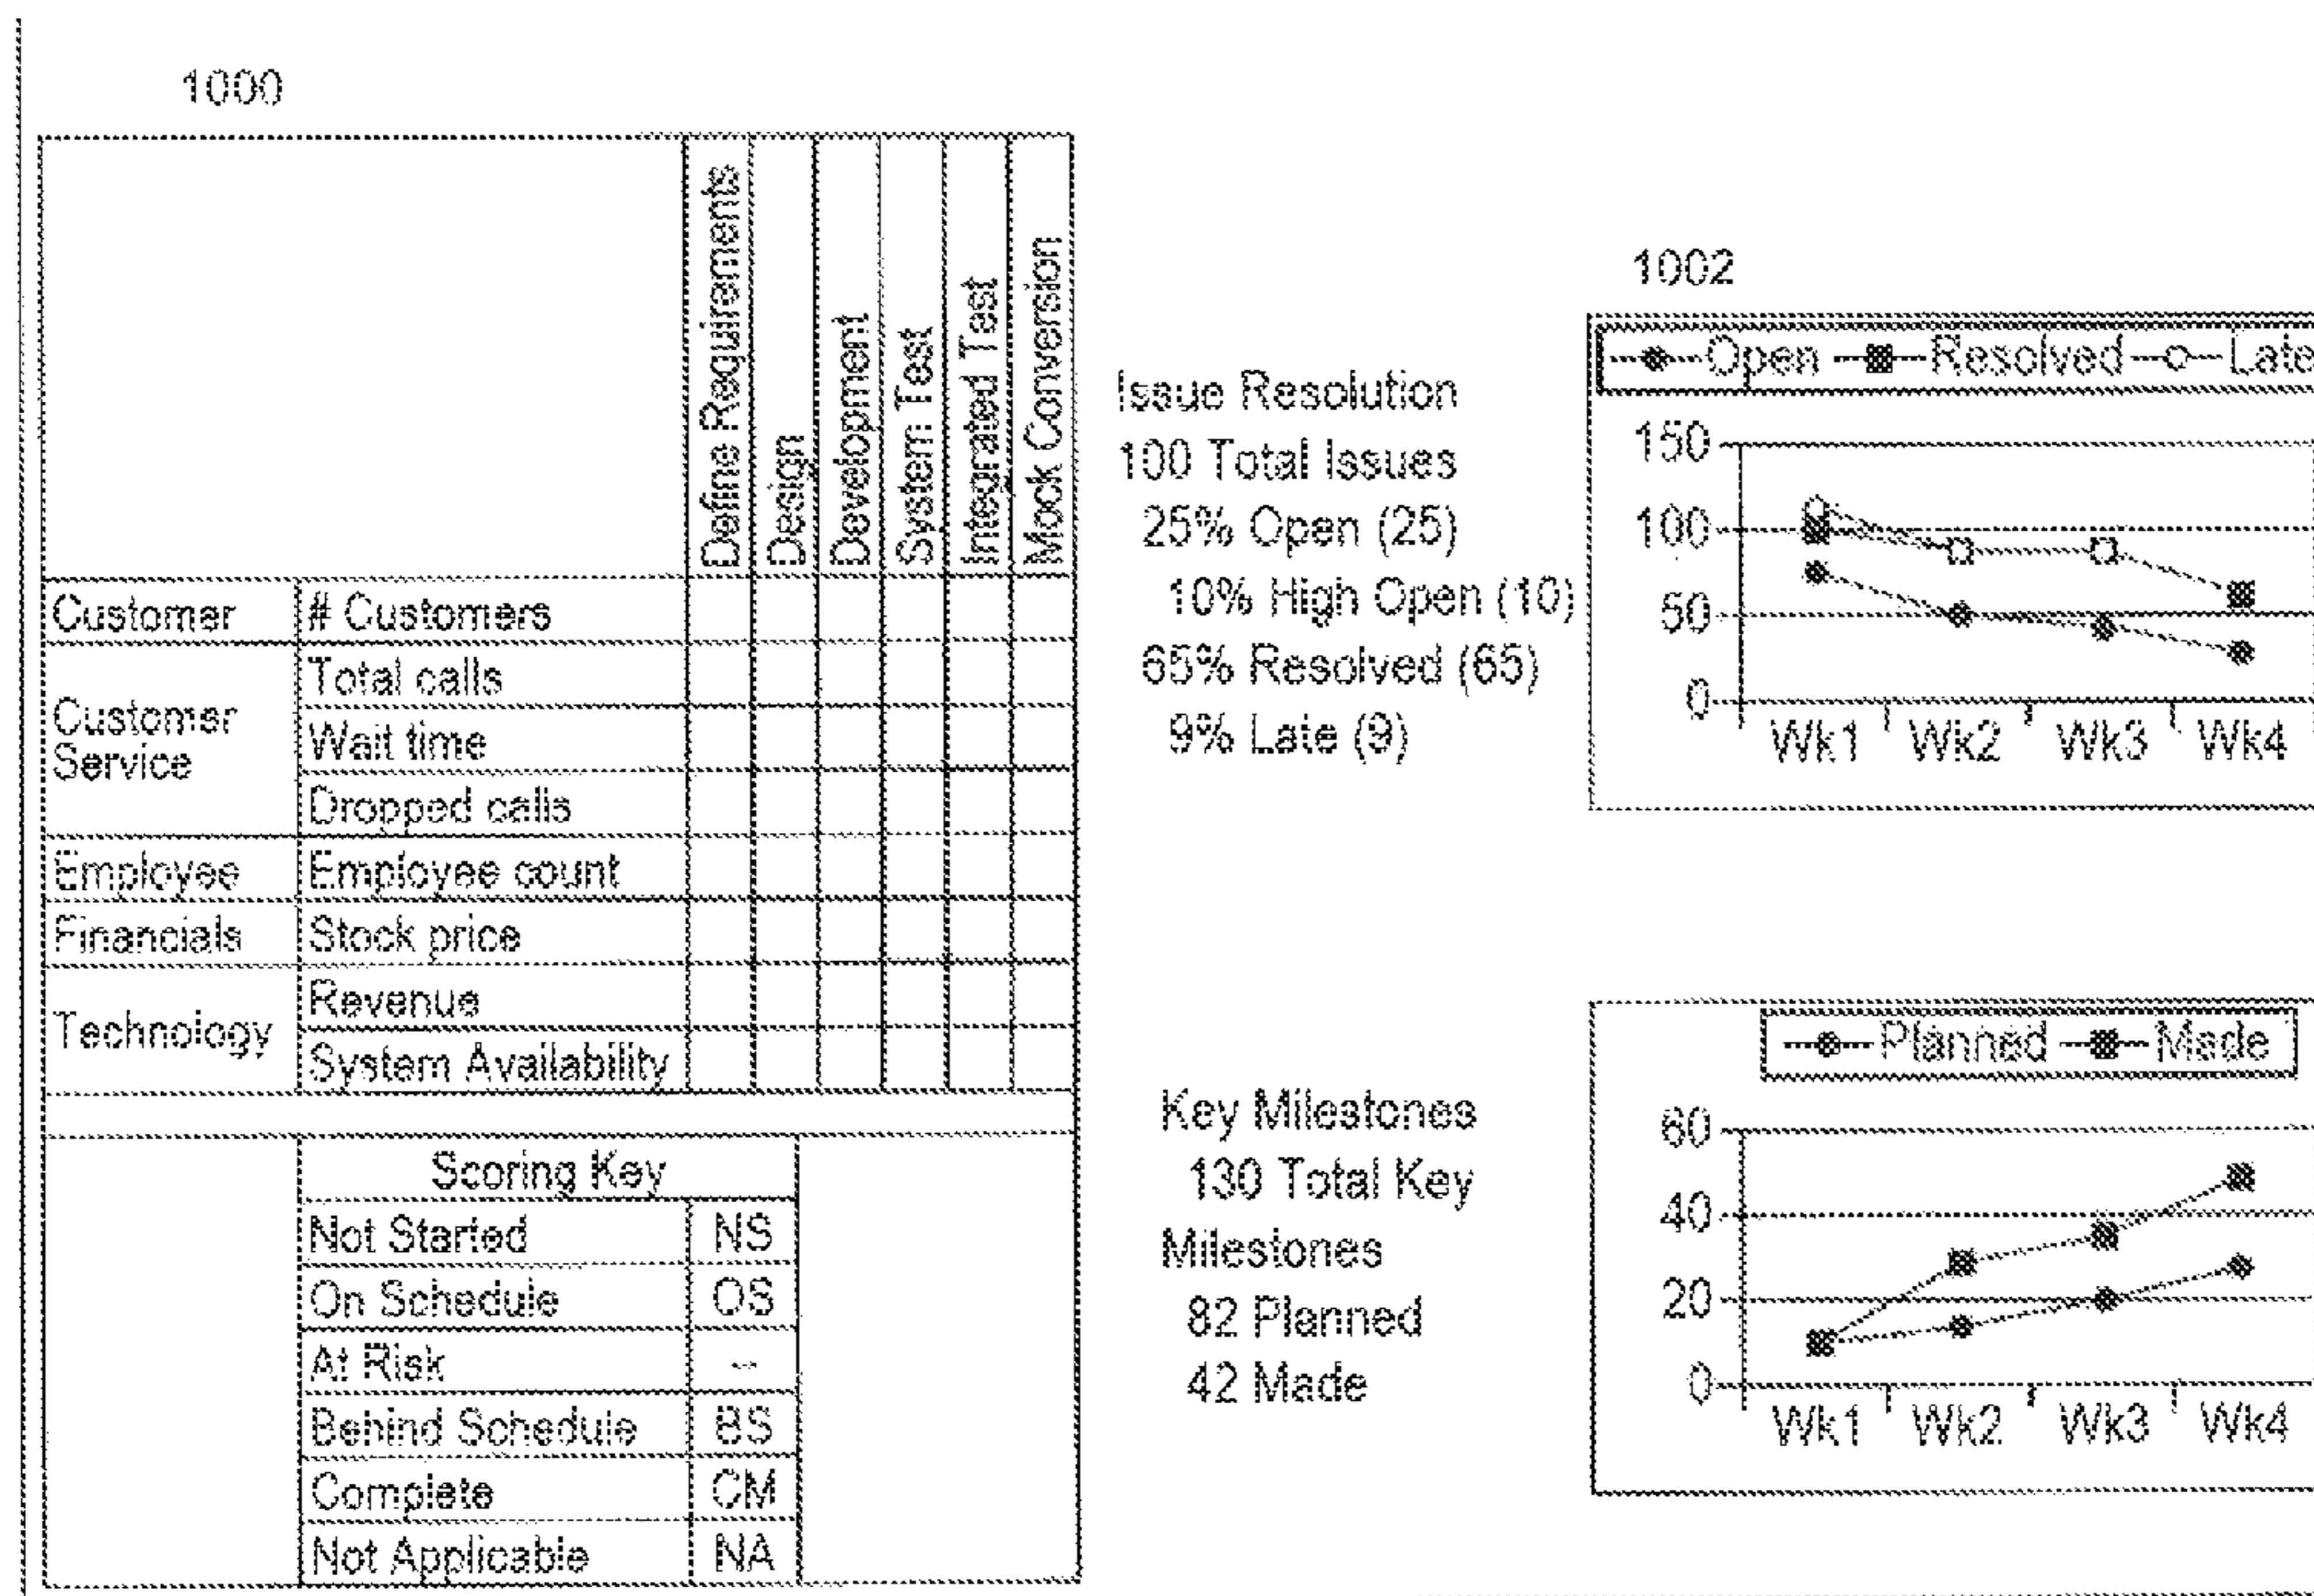 1000
Define Requirements
Design
Development
System Test
Integrated Test
Mock Conversion
Customer
# Customers
Customer
Service
Total calls
Wait time
Dropped calls
Employee
Employee count
Financials
Stock price
Technology
Revenue
System Availability
Scoring Key
Not Started NS
On Schedule OS
At Risk --
Behind Schedule BS
Complete CM
Not Applicable NA
Issue Resolution
100 Total Issues
25% Open (25)
10% High Open (10)
65% Resolved (65)
9% Late (9)
1002
Open Resolved Late
150
100
50
0
Wk1 Wk2 Wk3 Wk4
Key Milestones
130 Total Key
Milestones
82 Planned
42 Made
Planned Made
60
40
20
0
Wk1 Wk2 Wk3 Wk4